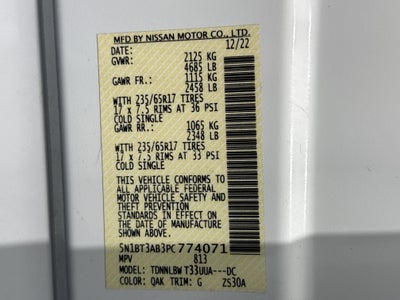 MFD BY NISSAN MOTOR CO., LTD.
DATE: 12/22
GVWR: 2125 KG
4685 LB
GAWR FR.: 1115 KG
2458 LB
WITH 235/65R17 TIRES
17 x 7.5 RIMS AT 36 PSI
COLD SINGLE
GAWR RR.: 1065 KG
2348 LB
WITH 235/65R17 TIRES
17 x 7.5 RIMS AT 33 PSI
COLD SINGLE
THIS VEHICLE CONFORMS TO
ALL APPLICABLE FEDERAL
MOTOR VEHICLE SAFETY AND
THEFT PREVENTION STANDARDS
IN EFFECT ON THE DATE OF
MANUFACTURE SHOWN ABOVE.
5N1BT3AB3PC774071
MPV 813
MODEL: TDNNLBW T33UUA---DC
COLOR: QAK TRIM: G ZS30A